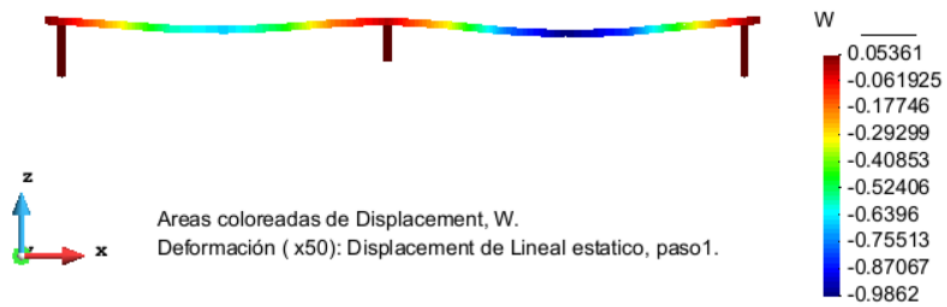 W
0.05361
-0.061925
-0.17746
-0.29299
-0.40853
-0.52406
-0.6396
-0.75513
-0.87067
-0.9862
z
x
Areas coloreadas de Displacement, W.
Deformación ( x50): Displacement de Lineal estatico, paso1.